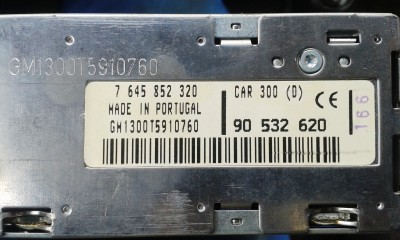 GM1300T5910760
7 645 852 320
CAR 300 (D)
MADE IN PORTUGAL
CE
GM1300T5910760
90 532 620
166